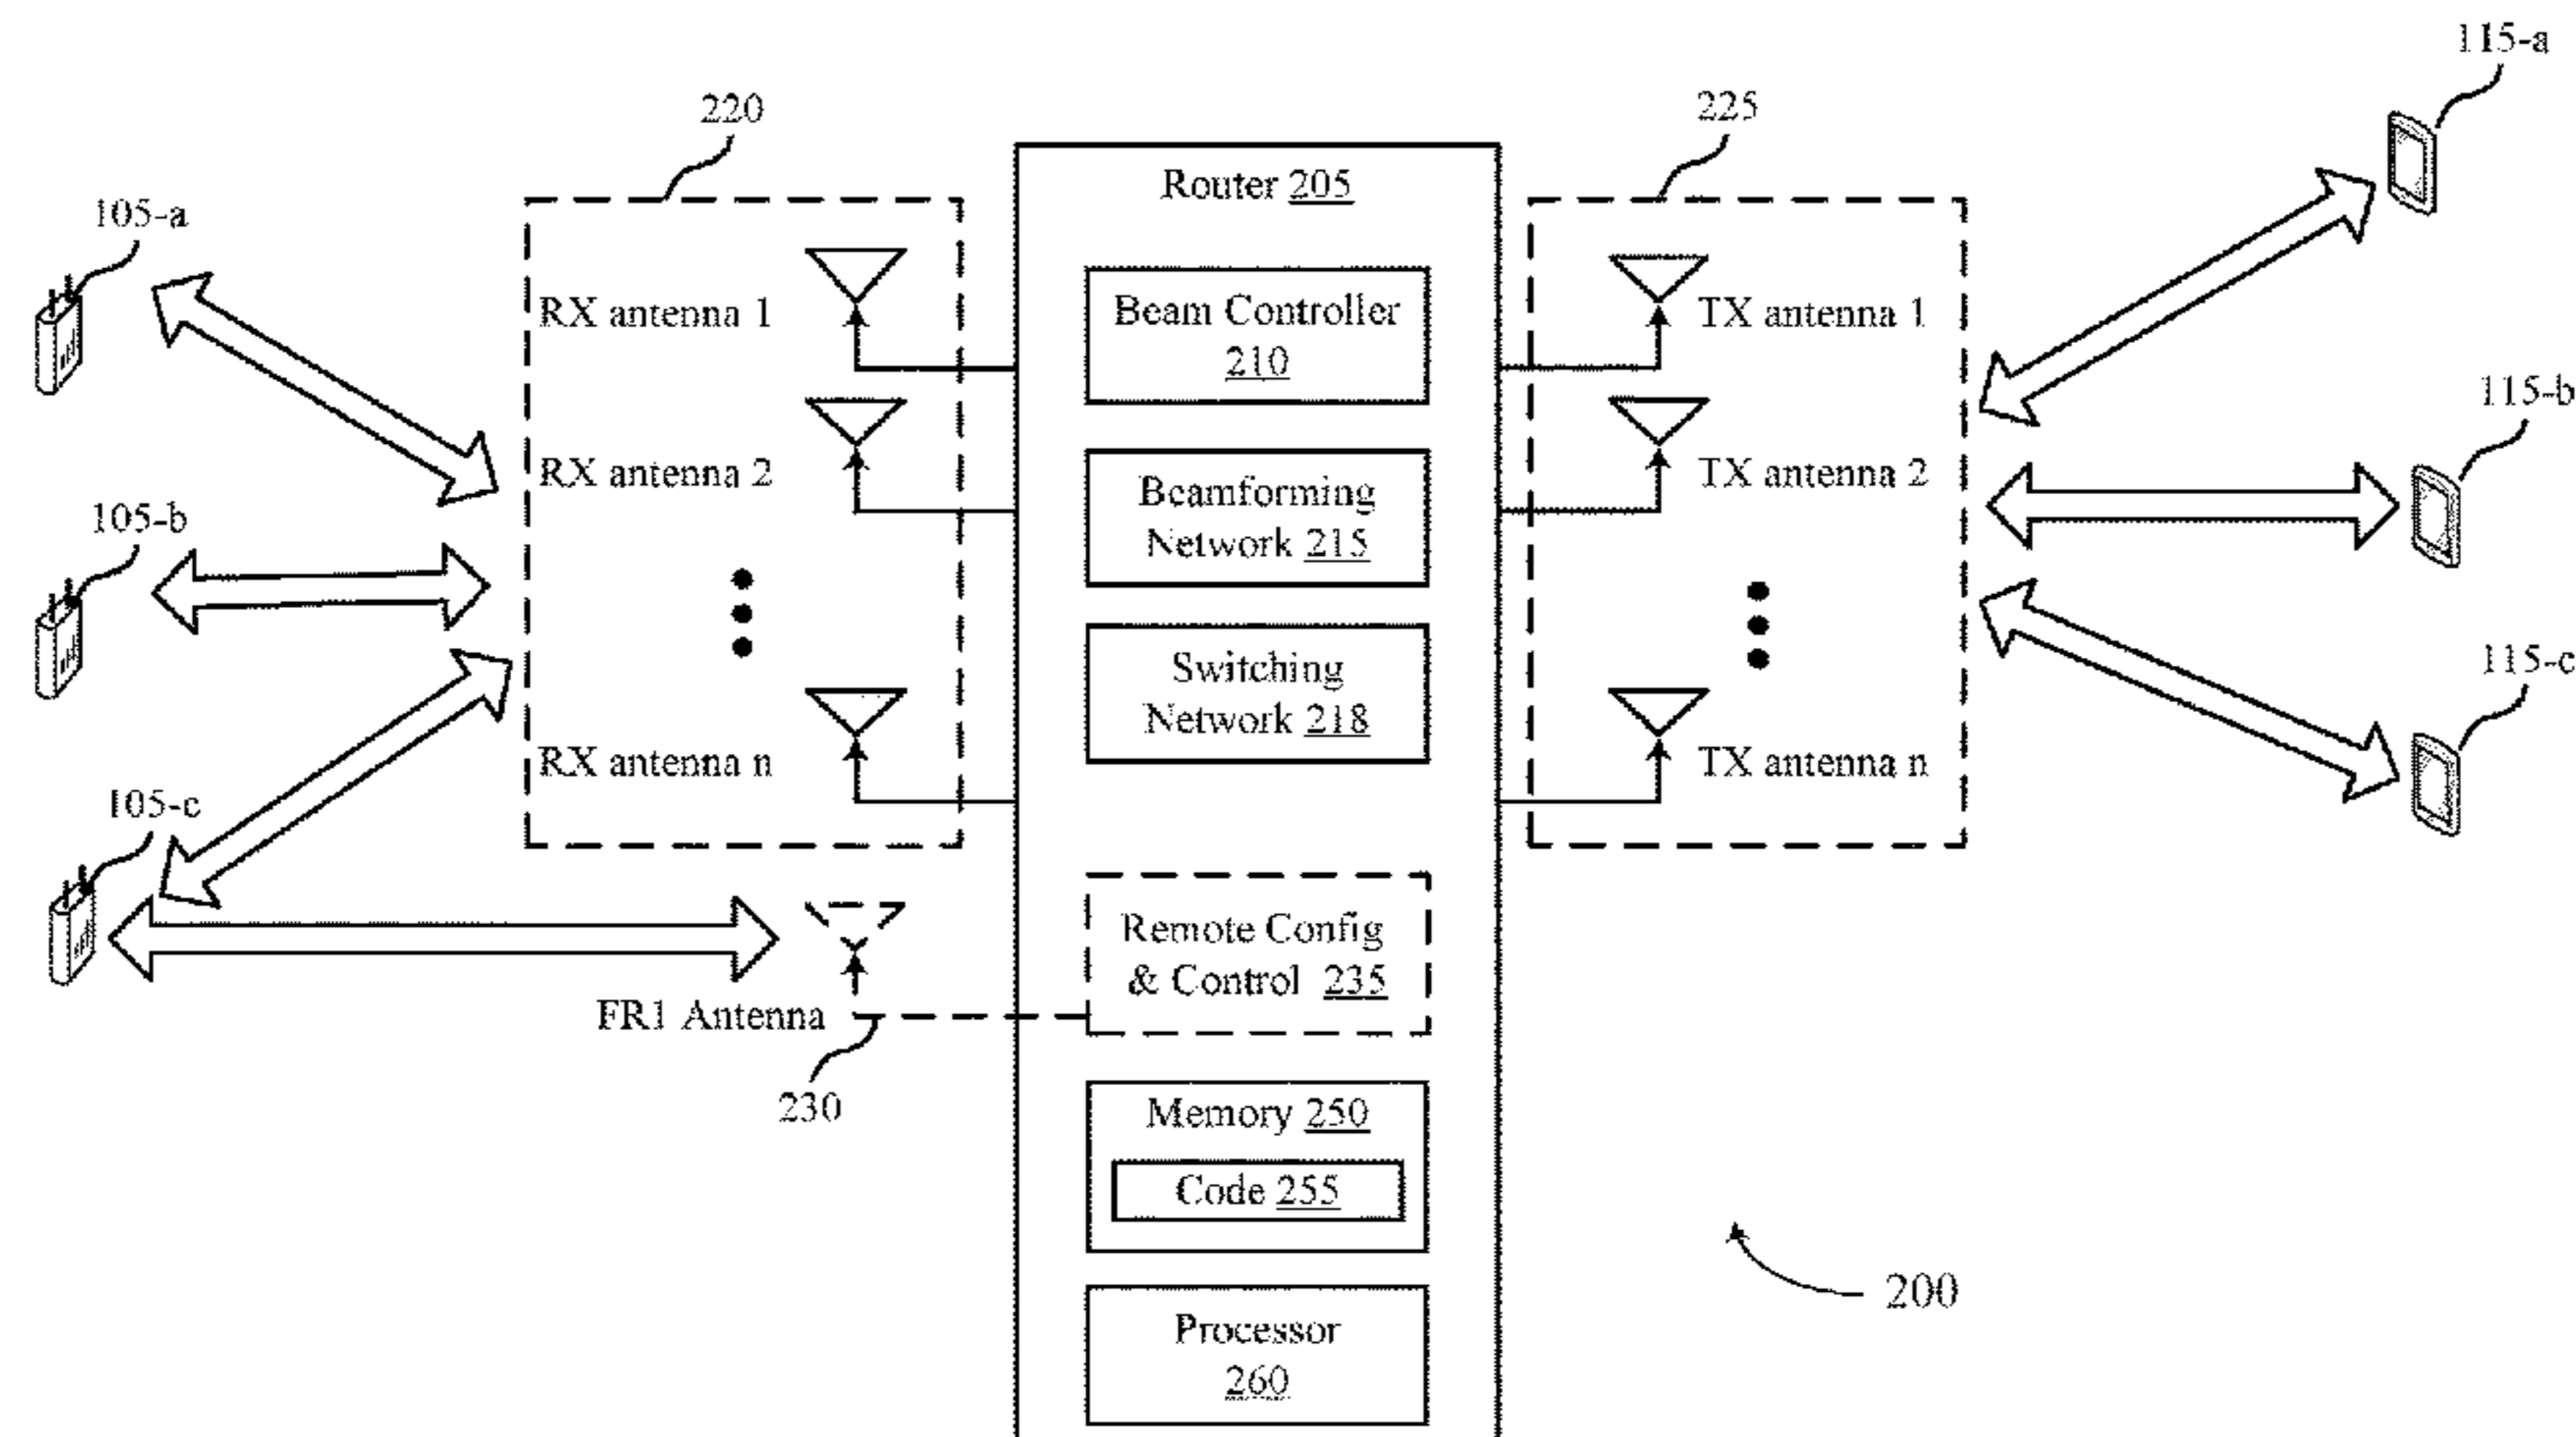 115-a
220
225
Router 205
105-a
RX antenna 1
Beam Controller
210
TX antenna 1
115-b
RX antenna 2
TX antenna 2
105-b
Beamforming
Network 215
Switching
Network 218
115-c
RX antenna n
TX antenna n
105-c
Remote Config
& Control 235
FR1 Antenna
230
Memory 250
Code 255
200
Processor
260